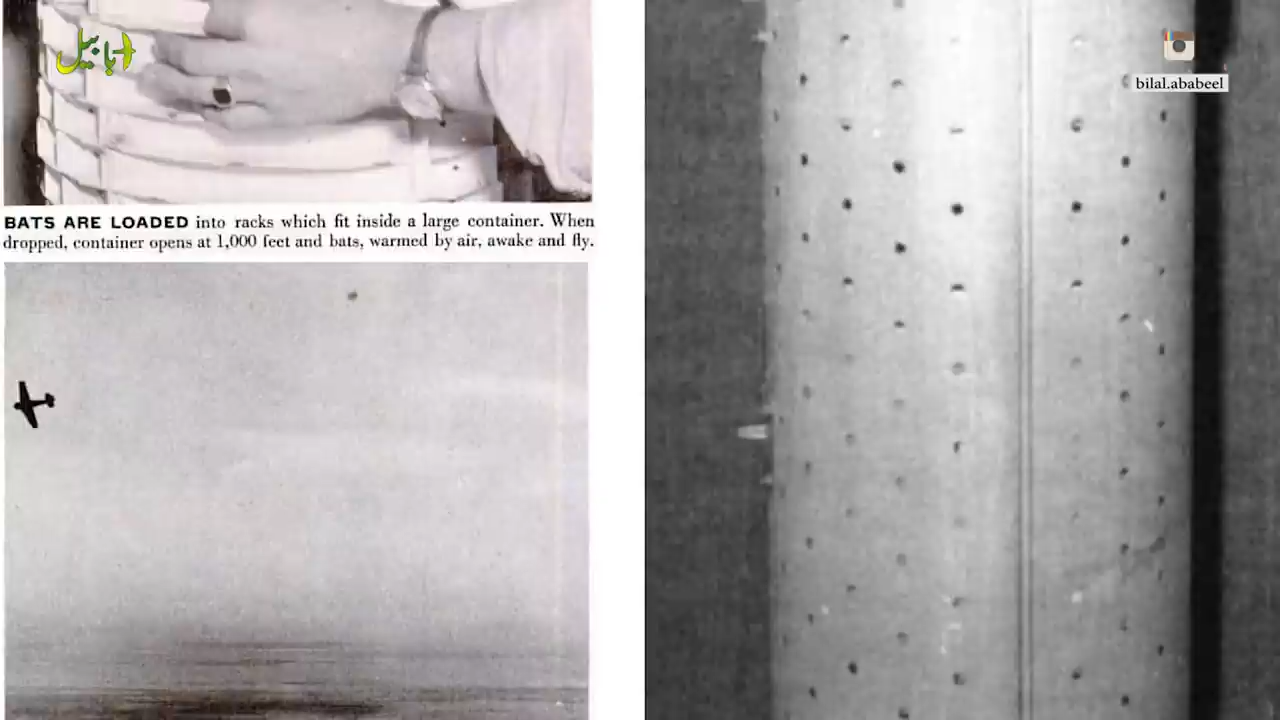 ابابیل
BATS ARE LOADED into racks which fit inside a large container. When
dropped, container opens at 1,000 feet and bats, warmed by air, awake and fly.
bilal.ababeel